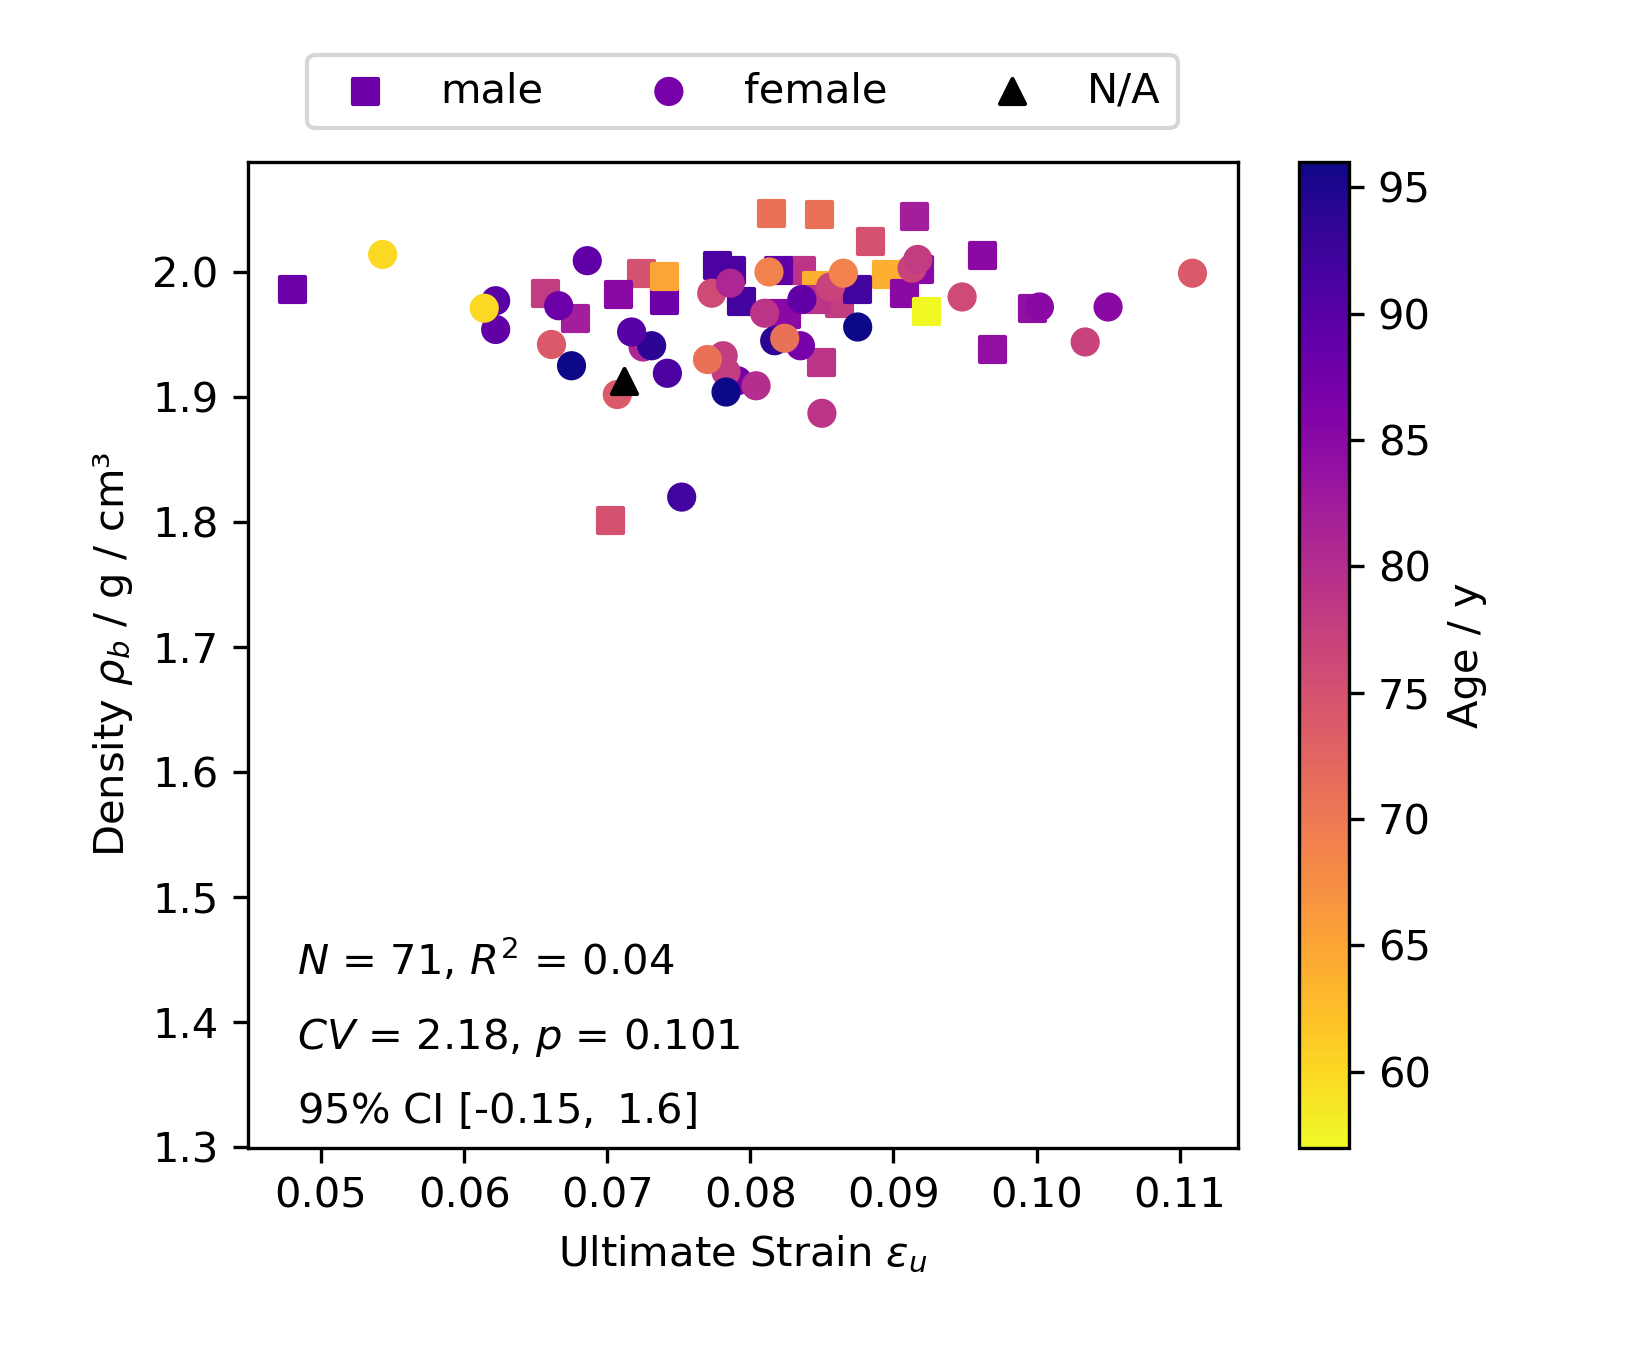 male female N/A
2.0
1.9
1.8
1.7
1.6
1.5
1.4
1.3
Density ρb / g / cm³
N = 71, R² = 0.04
CV = 2.18, p = 0.101
95% CI [-0.15, 1.6]
0.05 0.06 0.07 0.08 0.09 0.10 0.11
Ultimate Strain εu
95
90
85
80
75
70
65
60
Age / y